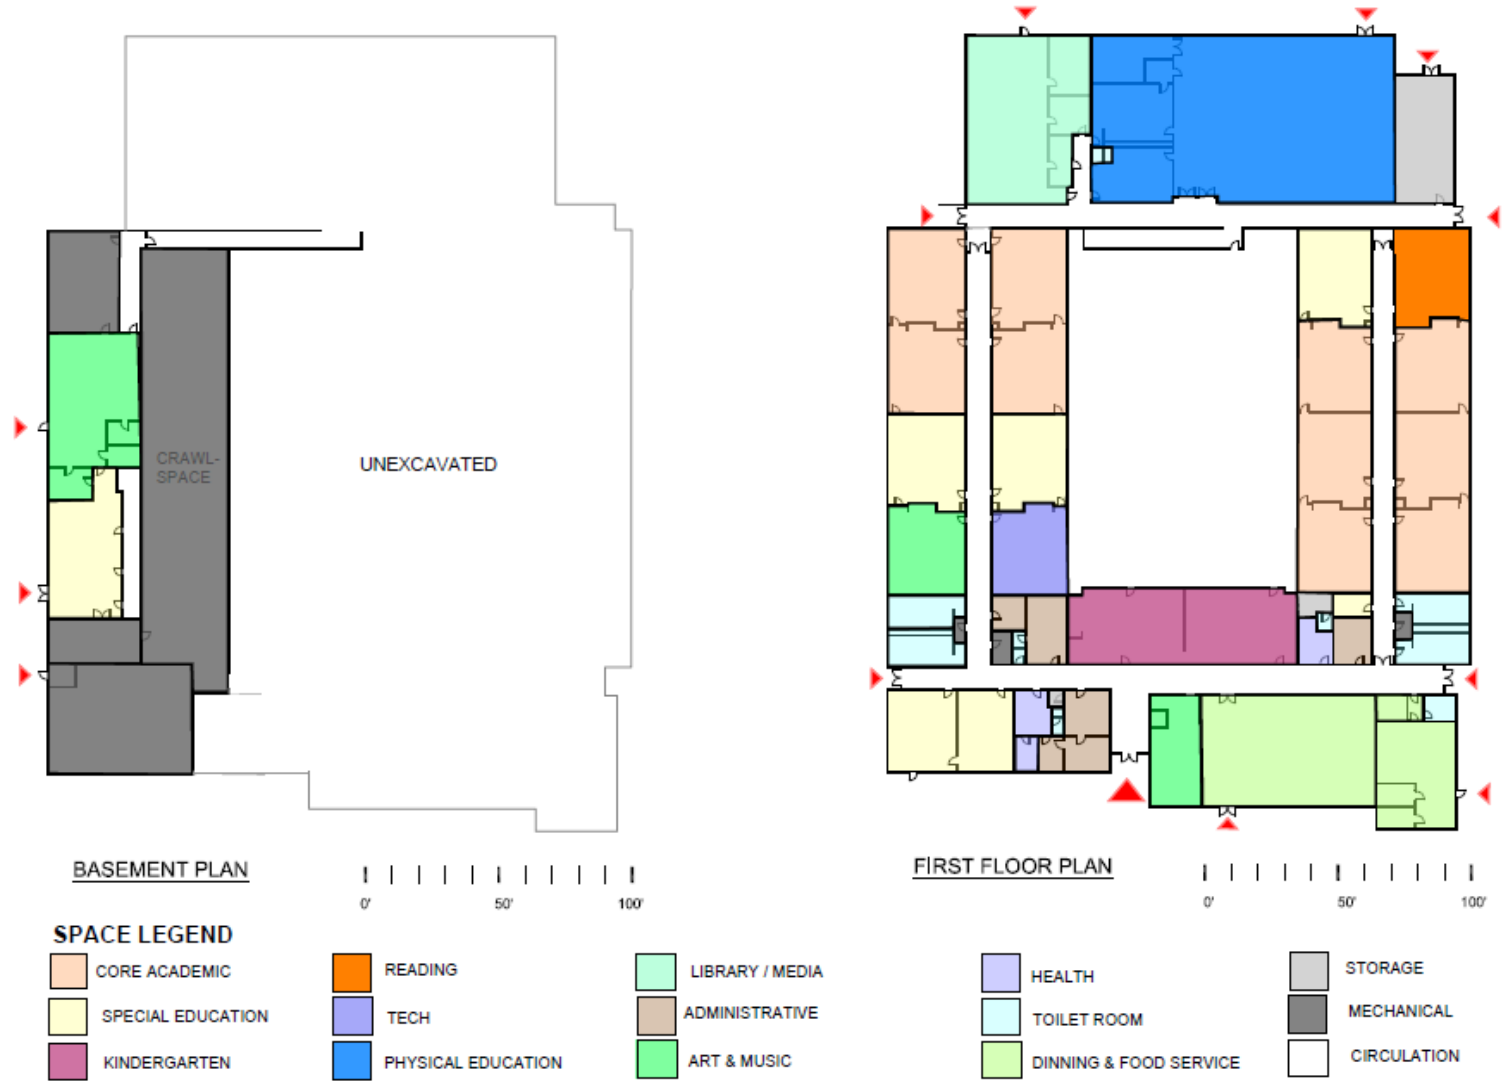 CRAWL-
SPACE
UNEXCAVATED
BASEMENT PLAN
0'
50'
100'
FIRST FLOOR PLAN
0'
50'
100'
SPACE LEGEND
CORE ACADEMIC
READING
LIBRARY / MEDIA
HEALTH
STORAGE
SPECIAL EDUCATION
TECH
ADMINISTRATIVE
TOILET ROOM
MECHANICAL
KINDERGARTEN
PHYSICAL EDUCATION
ART & MUSIC
DINNING & FOOD SERVICE
CIRCULATION